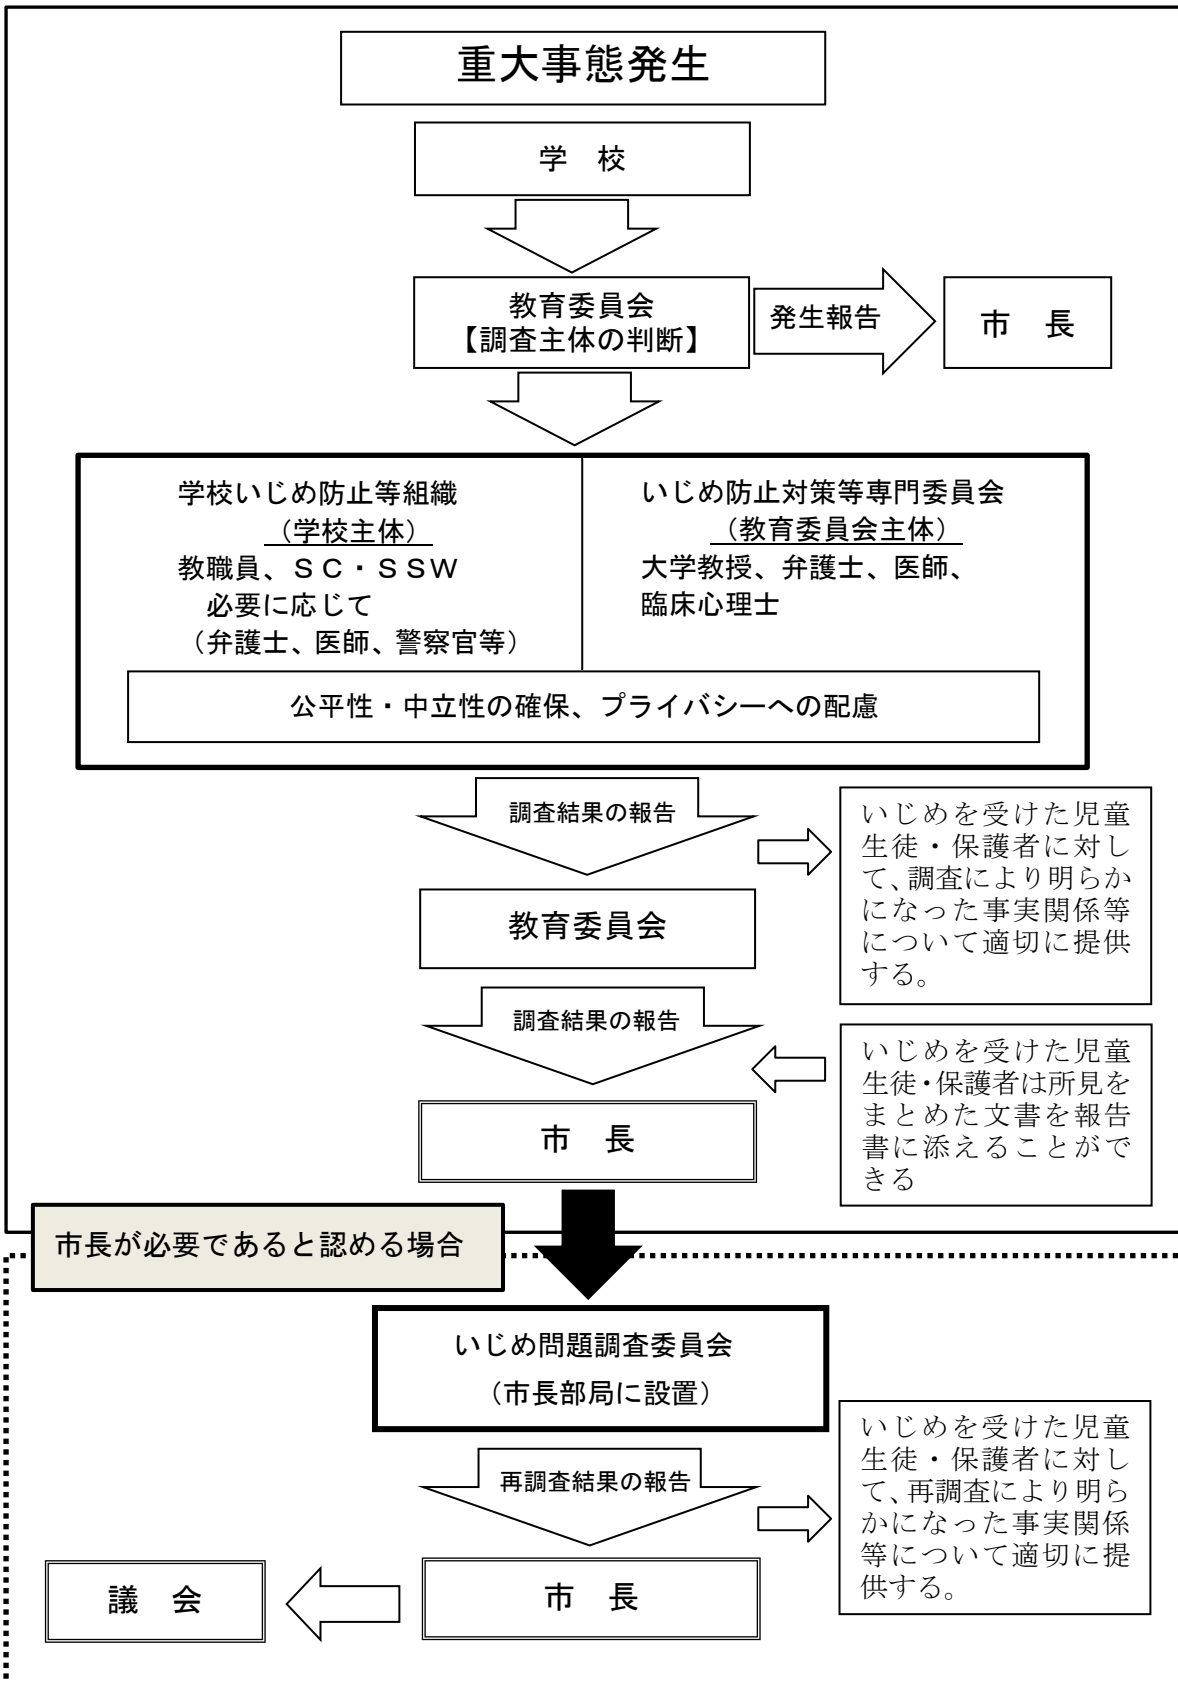 重大事態発生
学　校
教育委員会
【調査主体の判断】
発生報告
市　長
学校いじめ防止等組織
（学校主体）
教職員、ＳＣ・ＳＳＷ
必要に応じて
（弁護士、医師、警察官等）
いじめ防止対策等専門委員会
（教育委員会主体）
大学教授、弁護士、医師、
臨床心理士
公平性・中立性の確保、プライバシーへの配慮
調査結果の報告
いじめを受けた児童
生徒・保護者に対し
て、調査により明らか
になった事実関係等
について適切に提供
する。
教育委員会
調査結果の報告
いじめを受けた児童
生徒・保護者は所見を
まとめた文書を報告
書に添えることがで
きる
市　長
市長が必要であると認める場合
いじめ問題調査委員会
（市長部局に設置）
再調査結果の報告
いじめを受けた児童
生徒・保護者に対し
て、再調査により明ら
かになった事実関係
等について適切に提
供する。
市　長
議　会